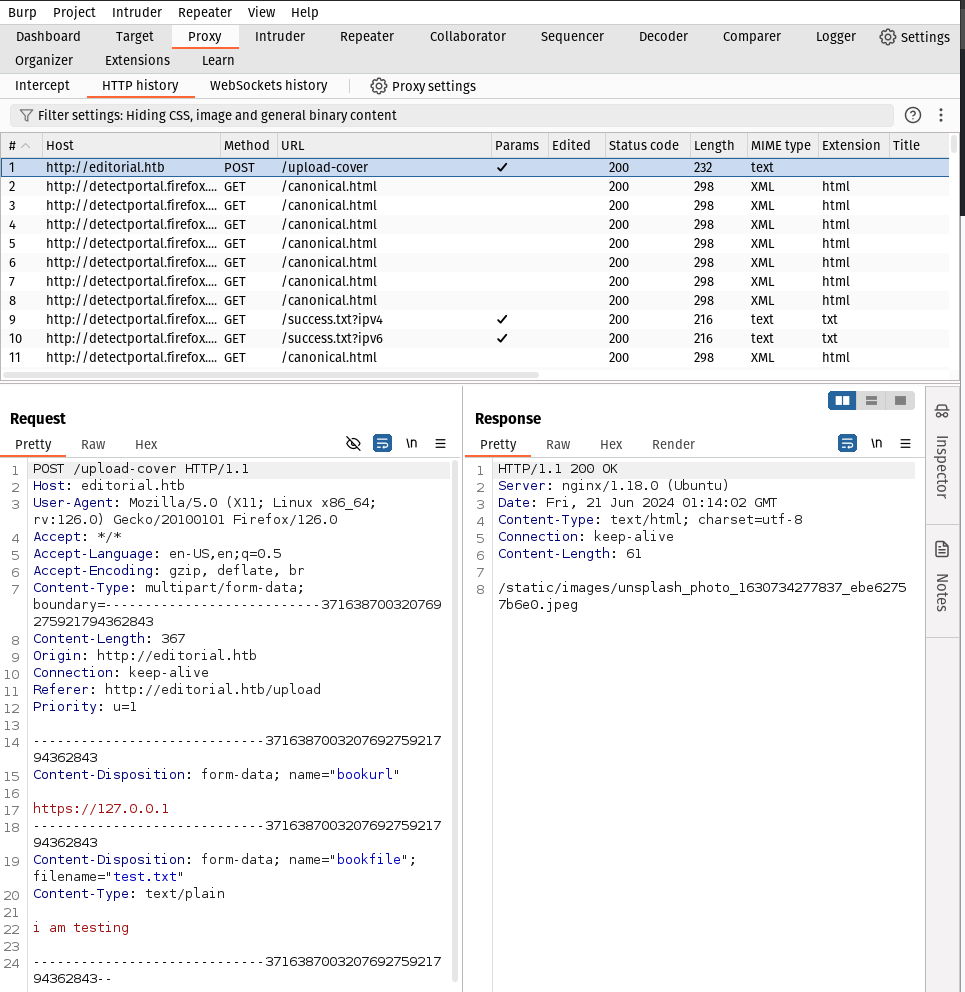 Burp Project Intruder Repeater View Help
Dashboard Target Proxy Intruder Repeater Collaborator Sequencer Decoder Comparer Logger Settings
Organizer Extensions Learn
Intercept HTTP history WebSockets history Proxy settings
Filter settings: Hiding CSS, image and general binary content
# Host Method URL Params Edited Status code Length MIME type Extension Title
1 http://editorial.htb POST /upload-cover ✓ 200 232 text
2 http://detectportal.firefox.... GET /canonical.html 200 298 XML html
3 http://detectportal.firefox.... GET /canonical.html 200 298 XML html
4 http://detectportal.firefox.... GET /canonical.html 200 298 XML html
5 http://detectportal.firefox.... GET /canonical.html 200 298 XML html
6 http://detectportal.firefox.... GET /canonical.html 200 298 XML html
7 http://detectportal.firefox.... GET /canonical.html 200 298 XML html
8 http://detectportal.firefox.... GET /canonical.html 200 298 XML html
9 http://detectportal.firefox.... GET /success.txt?ipv4 ✓ 200 216 text txt
10 http://detectportal.firefox.... GET /success.txt?ipv6 ✓ 200 216 text txt
11 http://detectportal.firefox.... GET /canonical.html 200 298 XML html
Request
Pretty Raw Hex \n
1 POST /upload-cover HTTP/1.1
2 Host: editorial.htb
3 User-Agent: Mozilla/5.0 (X11; Linux x86_64;
rv:126.0) Gecko/20100101 Firefox/126.0
4 Accept: */*
5 Accept-Language: en-US,en;q=0.5
6 Accept-Encoding: gzip, deflate, br
7 Content-Type: multipart/form-data;
boundary=---------------------------371638700320769
275921794362843
8 Content-Length: 367
9 Origin: http://editorial.htb
10 Connection: keep-alive
11 Referer: http://editorial.htb/upload
12 Priority: u=1
13
14 -----------------------------3716387003207692759217
94362843
15 Content-Disposition: form-data; name="bookurl"
16
17 https://127.0.0.1
18 -----------------------------3716387003207692759217
94362843
19 Content-Disposition: form-data; name="bookfile";
filename="test.txt"
20 Content-Type: text/plain
21
22 i am testing
23
24 -----------------------------3716387003207692759217
94362843--
Response
Pretty Raw Hex Render \n
1 HTTP/1.1 200 OK
2 Server: nginx/1.18.0 (Ubuntu)
3 Date: Fri, 21 Jun 2024 01:14:02 GMT
4 Content-Type: text/html; charset=utf-8
5 Connection: keep-alive
6 Content-Length: 61
7
8 /static/images/unsplash_photo_1630734277837_ebe6275
7b6e0.jpeg
Inspector
Notes